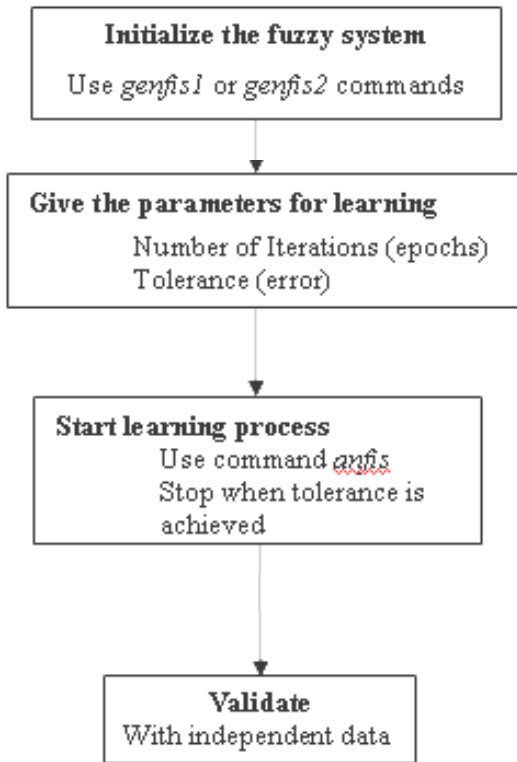 Initialize the fuzzy system
Use genfis1 or genfis2 commands
Give the parameters for learning
Number of Iterations (epochs)
Tolerance (error)
Start learning process
Use command anfis
Stop when tolerance is
achieved
Validate
With independent data